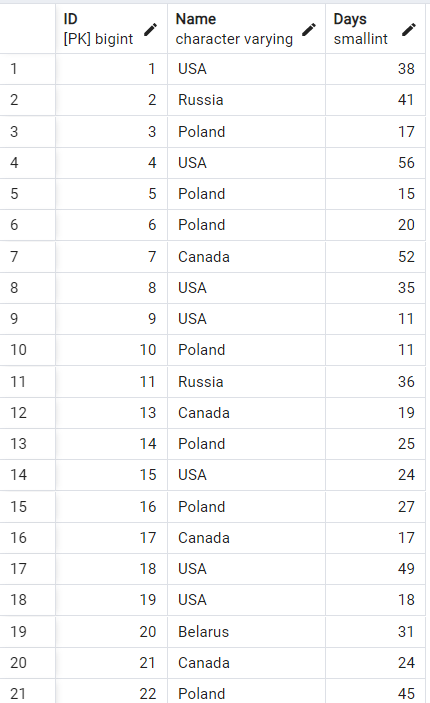 ID Name Days
[PK] bigint character varying smallint
1 1 USA 38
2 2 Russia 41
3 3 Poland 17
4 4 USA 56
5 5 Poland 15
6 6 Poland 20
7 7 Canada 52
8 8 USA 35
9 9 USA 11
10 10 Poland 11
11 11 Russia 36
12 13 Canada 19
13 14 Poland 25
14 15 USA 24
15 16 Poland 27
16 17 Canada 17
17 18 USA 49
18 19 USA 18
19 20 Belarus 31
20 21 Canada 24
21 22 Poland 45